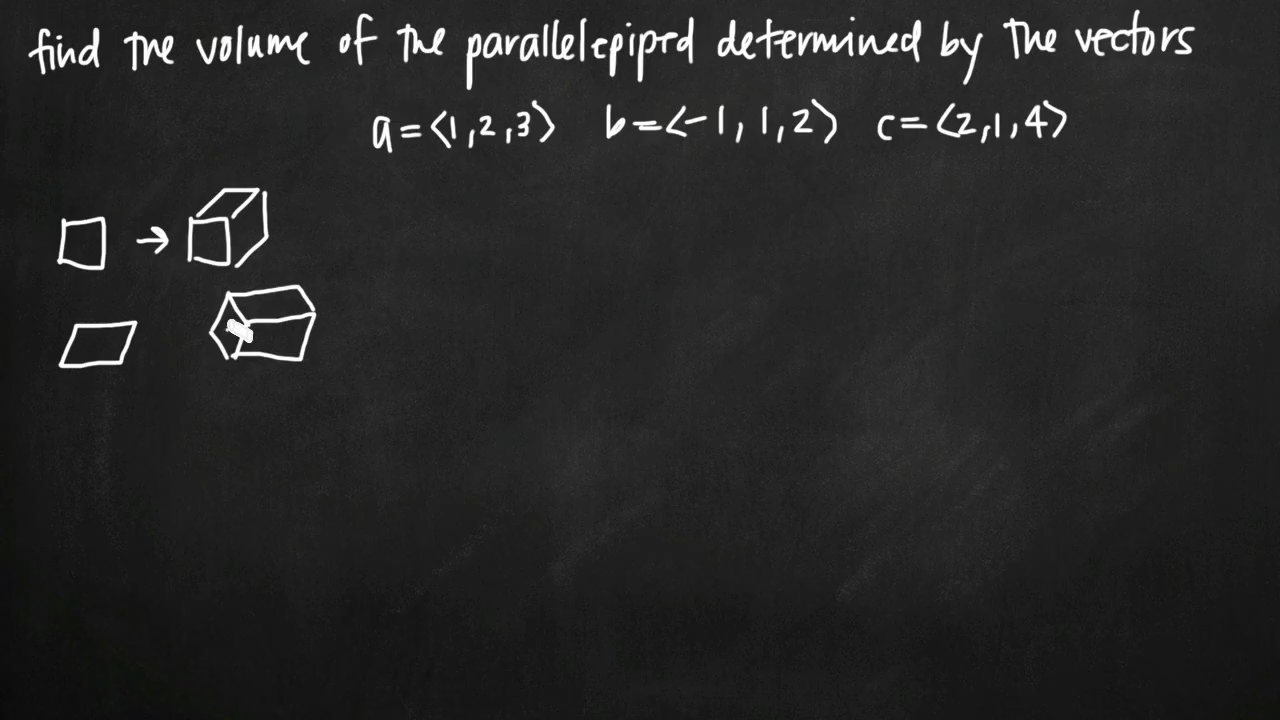 find the volume of the parallelepiped determined by the vectors
a=⟨1,2,3⟩ b=⟨-1,1,2⟩ c=⟨2,1,4⟩